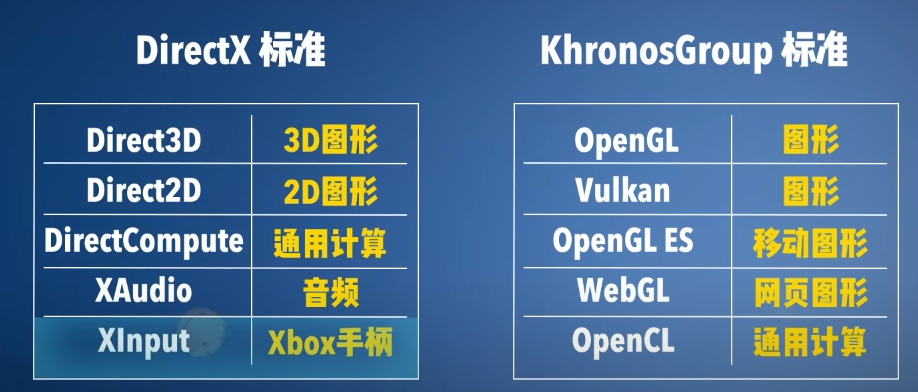 DirectX 标准
Direct3D 3D图形
Direct2D 2D图形
DirectCompute 通用计算
XAudio 音频
XInput Xbox手柄
KhronosGroup 标准
OpenGL 图形
Vulkan 图形
OpenGL ES 移动图形
WebGL 网页图形
OpenCL 通用计算